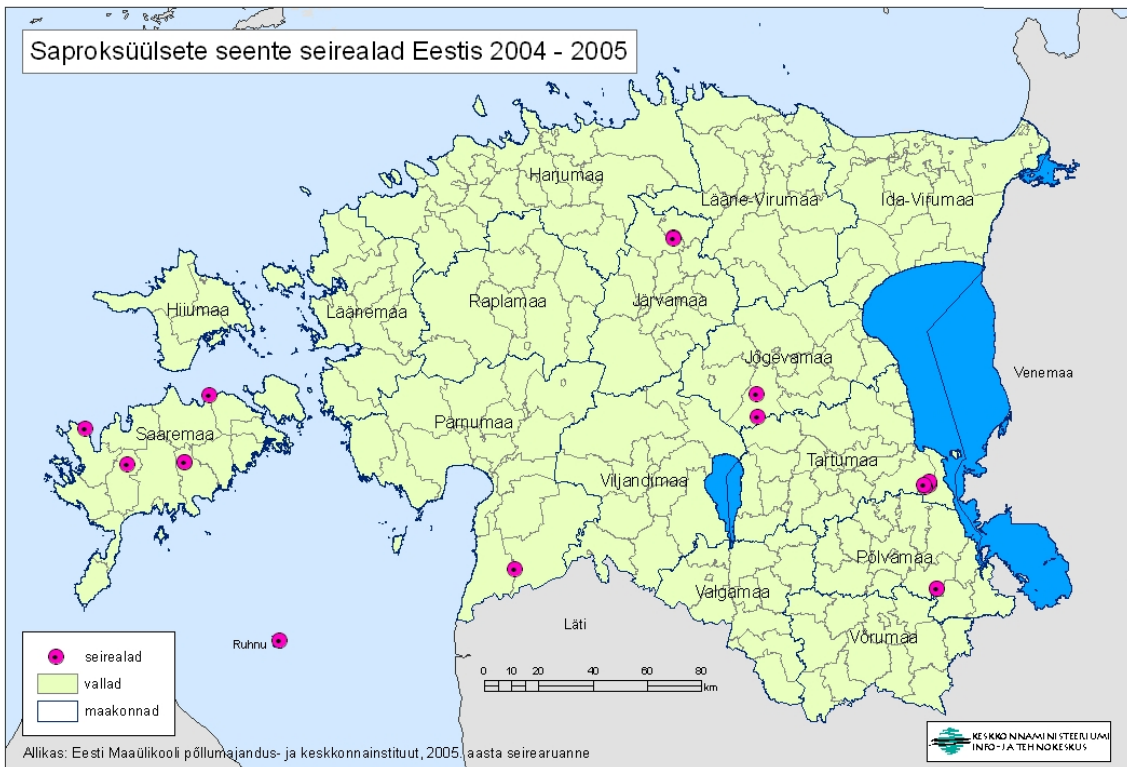 Saproksüülsete seente seirealad Eestis 2004 - 2005
Harjumaa
Lääne-Virumaa
Ida-Virumaa
Hiiumaa
Läänemaa
Raplamaa
Järvamaa
Jõgevamaa
Venemaa
Saaremaa
Pärnumaa
Viljandimaa
Tartumaa
Põlvamaa
Valgamaa
Võrumaa
Läti
Ruhnu
seirealad
vallad
maakonnad
0 10 20 40 60 80
km
Allikas: Eesti Maaülikooli põllumajandus- ja keskkonnainstituut, 2005. aasta seirearuanne
KESKKONNAMINISTEERIUMI
INFO- JA TEHNOKESKUS